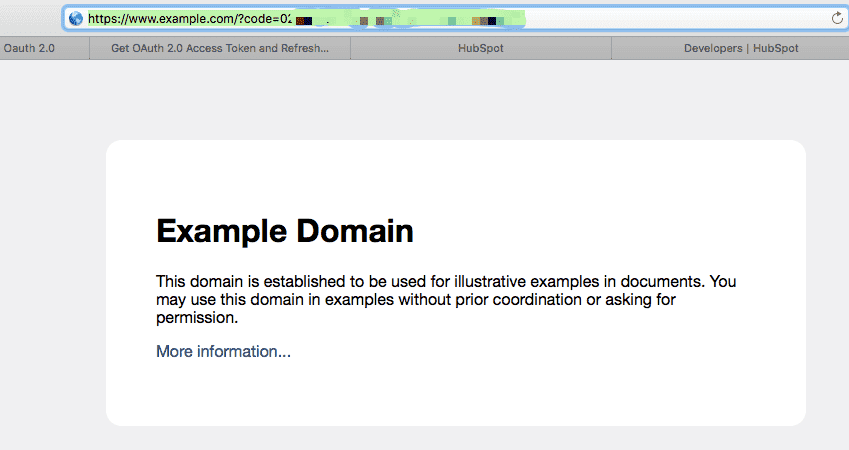 https://www.example.com/?code=02
Oauth 2.0
Get OAuth 2.0 Access Token and Refresh...
HubSpot
Developers | HubSpot
Example Domain
This domain is established to be used for illustrative examples in documents. You
may use this domain in examples without prior coordination or asking for
permission.
More information...